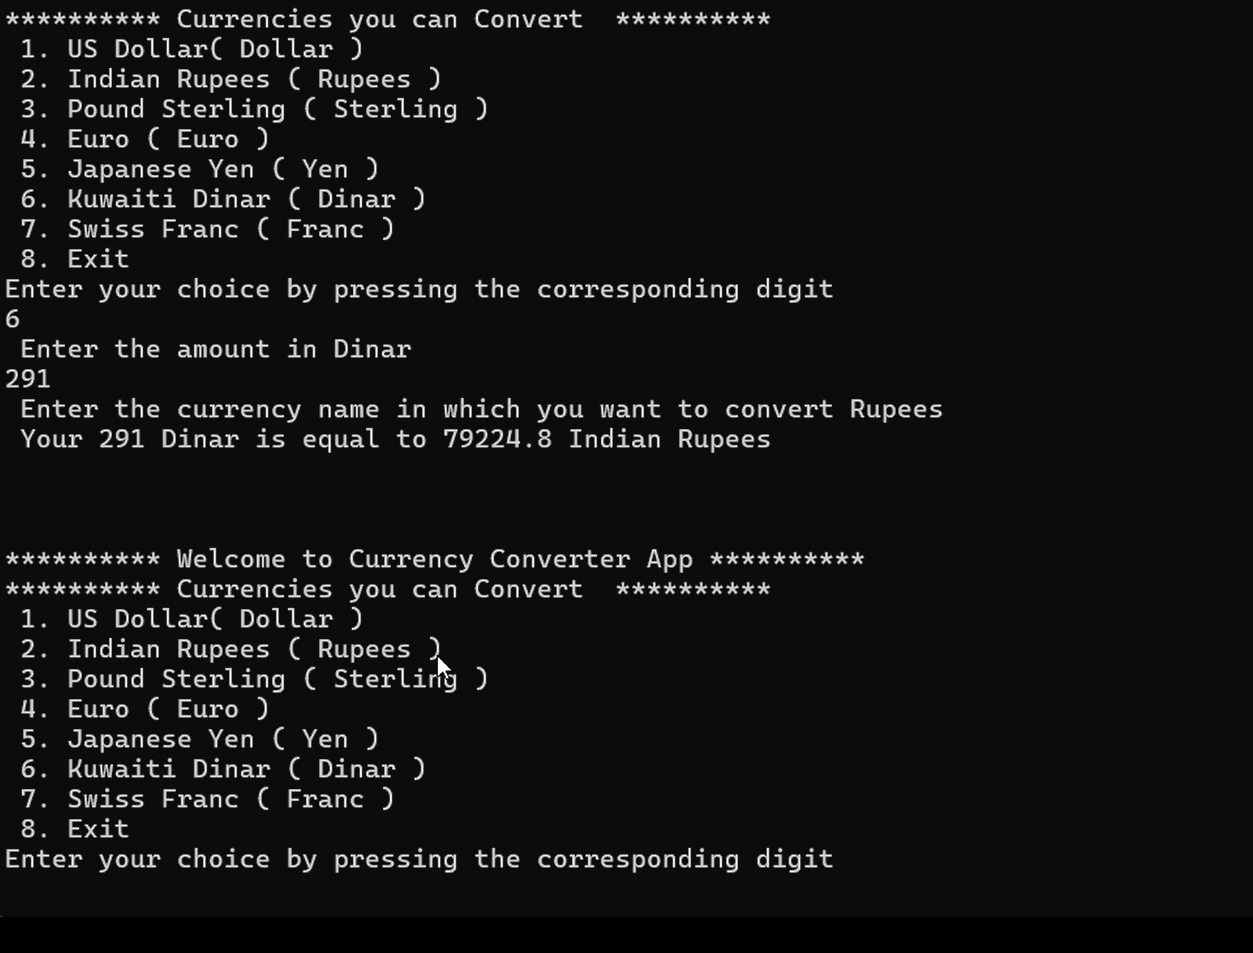 ********** Currencies you can Convert  **********
 1. US Dollar( Dollar )
 2. Indian Rupees ( Rupees )
 3. Pound Sterling ( Sterling )
 4. Euro ( Euro )
 5. Japanese Yen ( Yen )
 6. Kuwaiti Dinar ( Dinar )
 7. Swiss Franc ( Franc )
 8. Exit
Enter your choice by pressing the corresponding digit
6
 Enter the amount in Dinar
291
 Enter the currency name in which you want to convert Rupees
 Your 291 Dinar is equal to 79224.8 Indian Rupees
********** Welcome to Currency Converter App **********
********** Currencies you can Convert  **********
 1. US Dollar( Dollar )
 2. Indian Rupees ( Rupees )
 3. Pound Sterling ( Sterling )
 4. Euro ( Euro )
 5. Japanese Yen ( Yen )
 6. Kuwaiti Dinar ( Dinar )
 7. Swiss Franc ( Franc )
 8. Exit
Enter your choice by pressing the corresponding digit